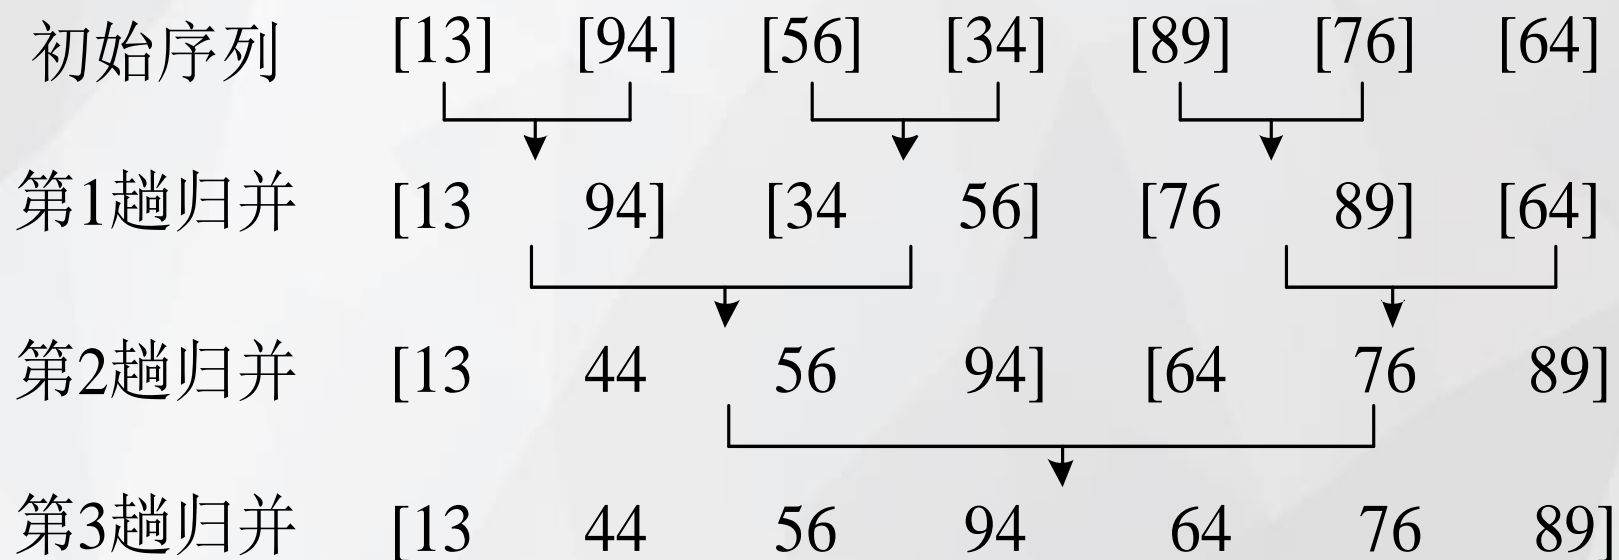 初始序列 [13] [94] [56] [34] [89] [76] [64]
第1趟归并 [13 94] [34 56] [76 89] [64]
第2趟归并 [13 44 56 94] [64 76 89]
第3趟归并 [13 44 56 94 64 76 89]